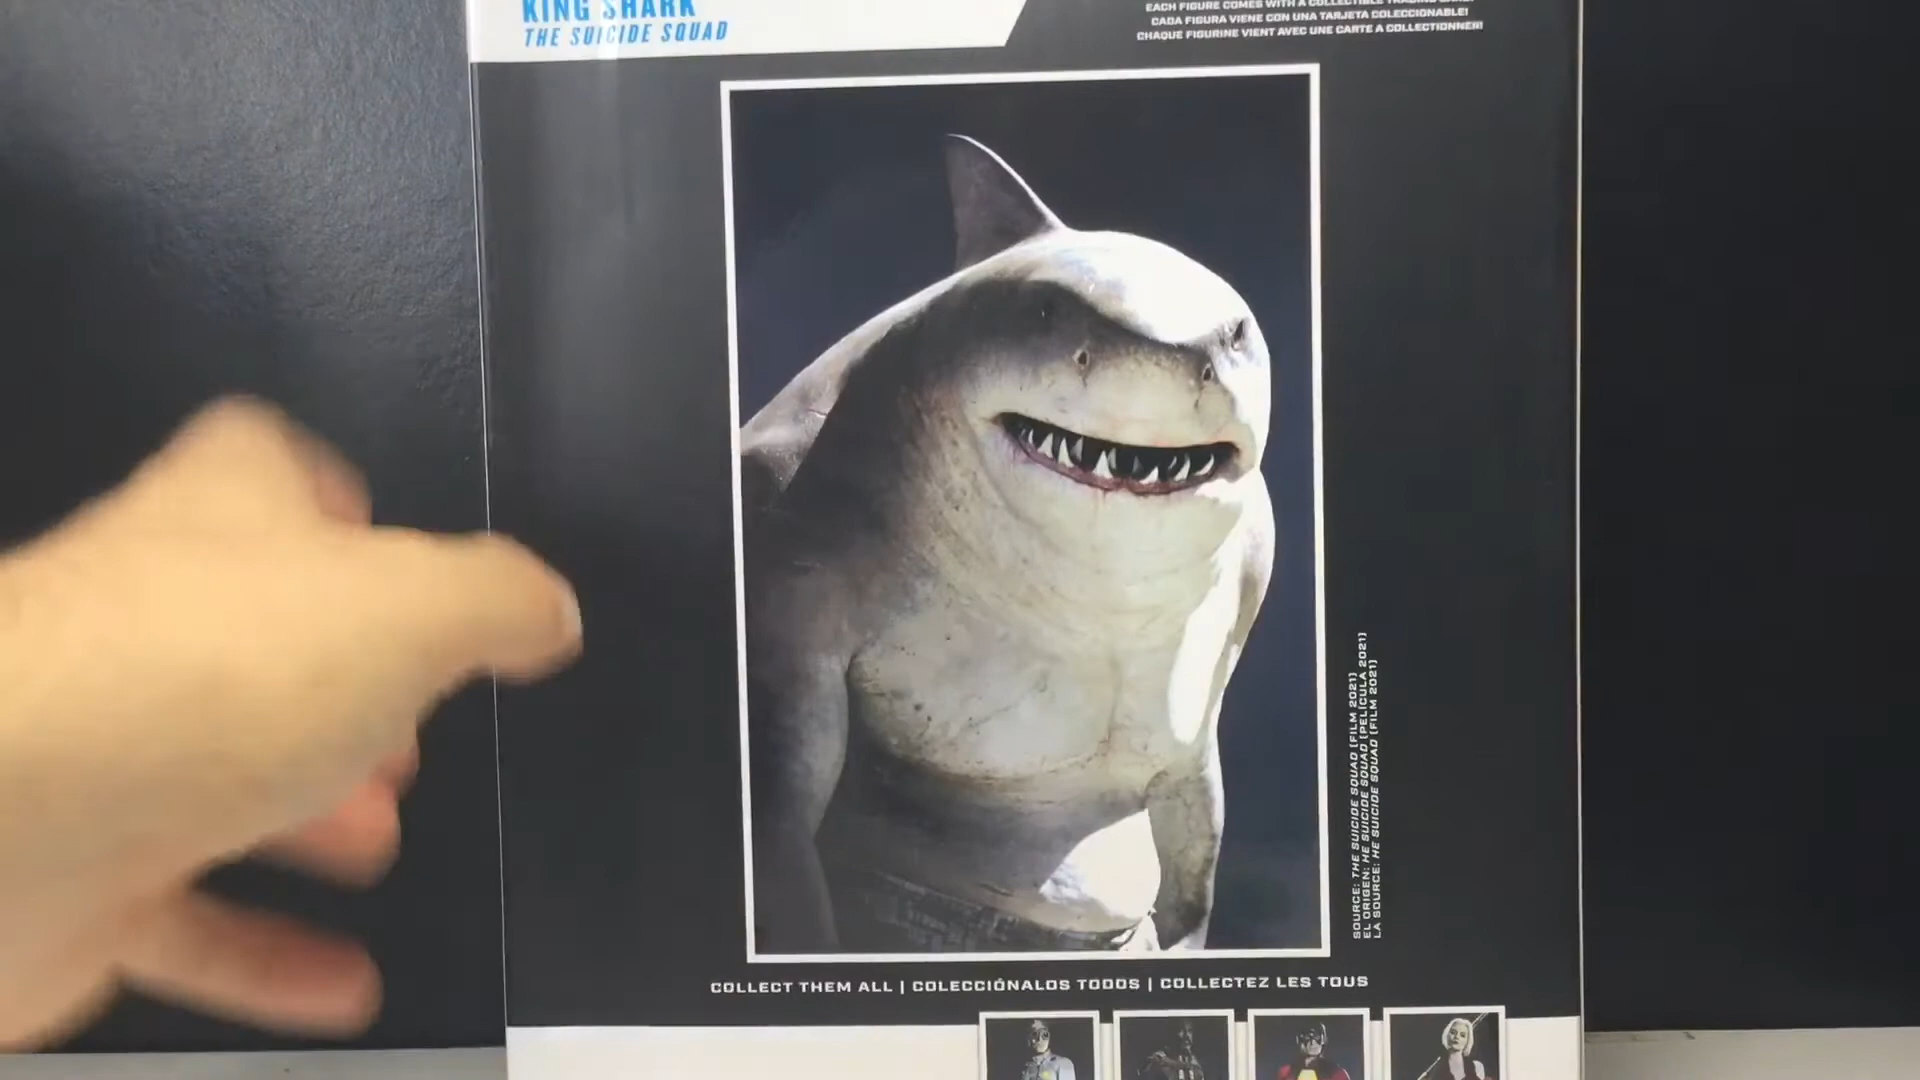 KING SHARK
THE SUICIDE SQUAD
EACH FIGURE COMES WITH A COLLECTIBLE TRADING CARD!
CADA FIGURA VIENE CON UNA TARJETA COLECCIONABLE!
CHAQUE FIGURINE VIENT AVEC UNE CARTE A COLLECTIONNER!
SOURCE: THE SUICIDE SQUAD (FILM 2021)
EL ORIGEN: HE SUICIDE SQUAD (PELÍCULA 2021)
LA SOURCE: HE SUICIDE SQUAD (FILM 2021)
COLLECT THEM ALL | COLECCIÓNALOS TODOS | COLLECTEZ LES TOUS